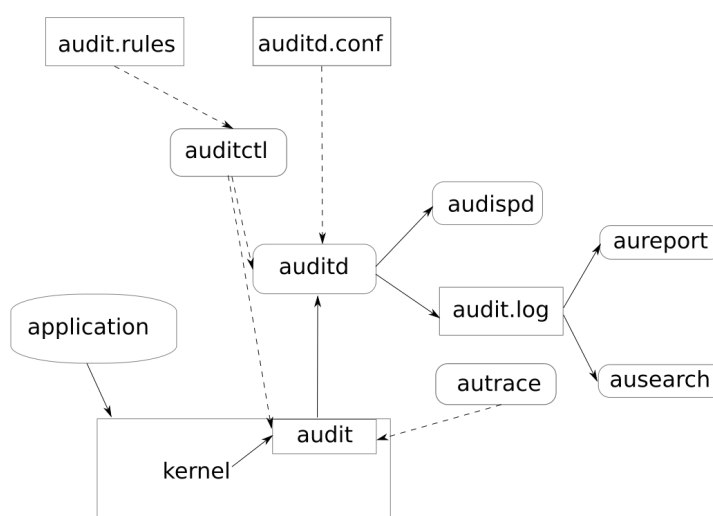 audit.rules
auditd.conf
auditctl
audispd
aureport
auditd
audit.log
application
ausearch
autrace
audit
kernel